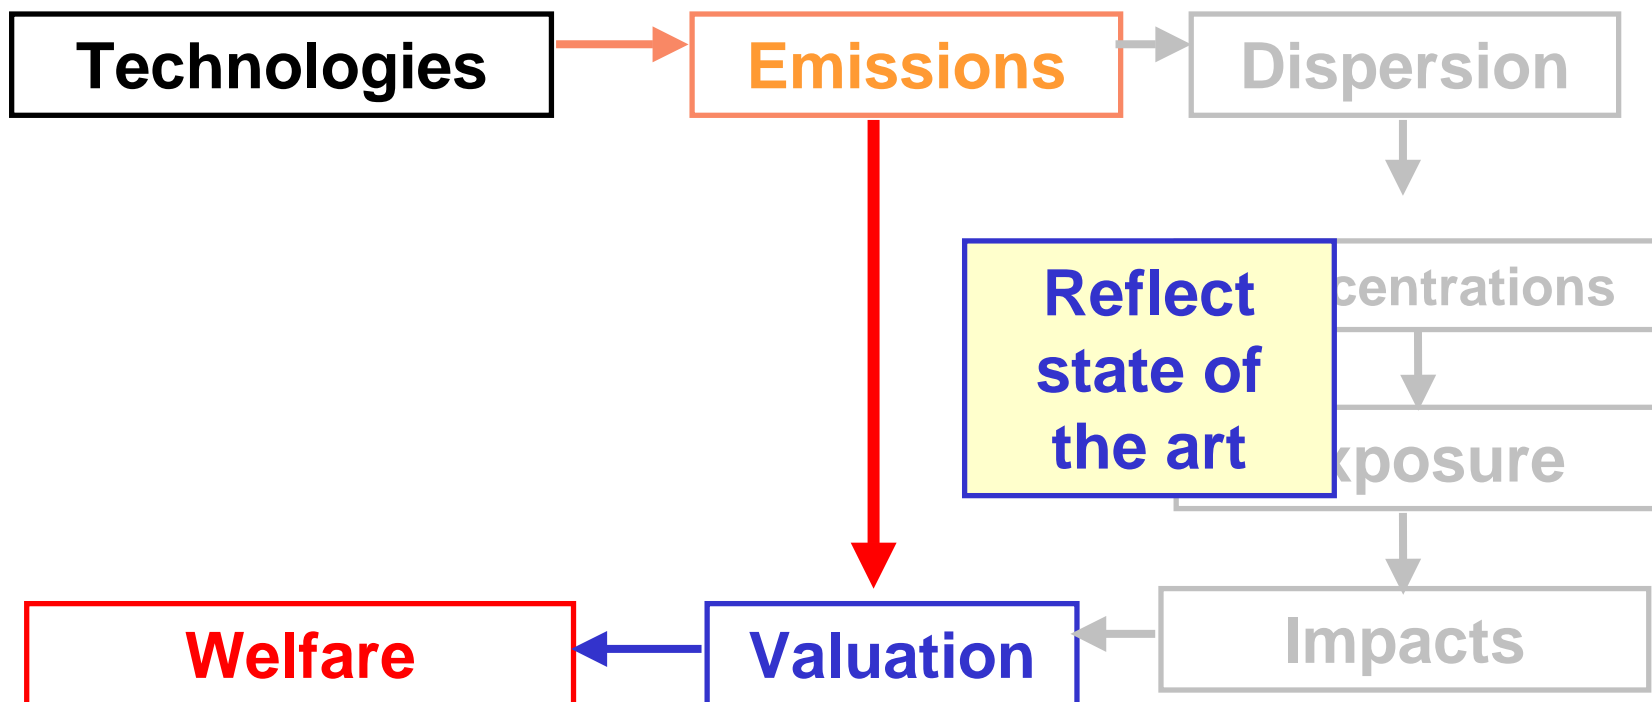 Technologies
Emissions
Dispersion
Reflect
state of
the art
centrations
xposure
Welfare
Valuation
Impacts